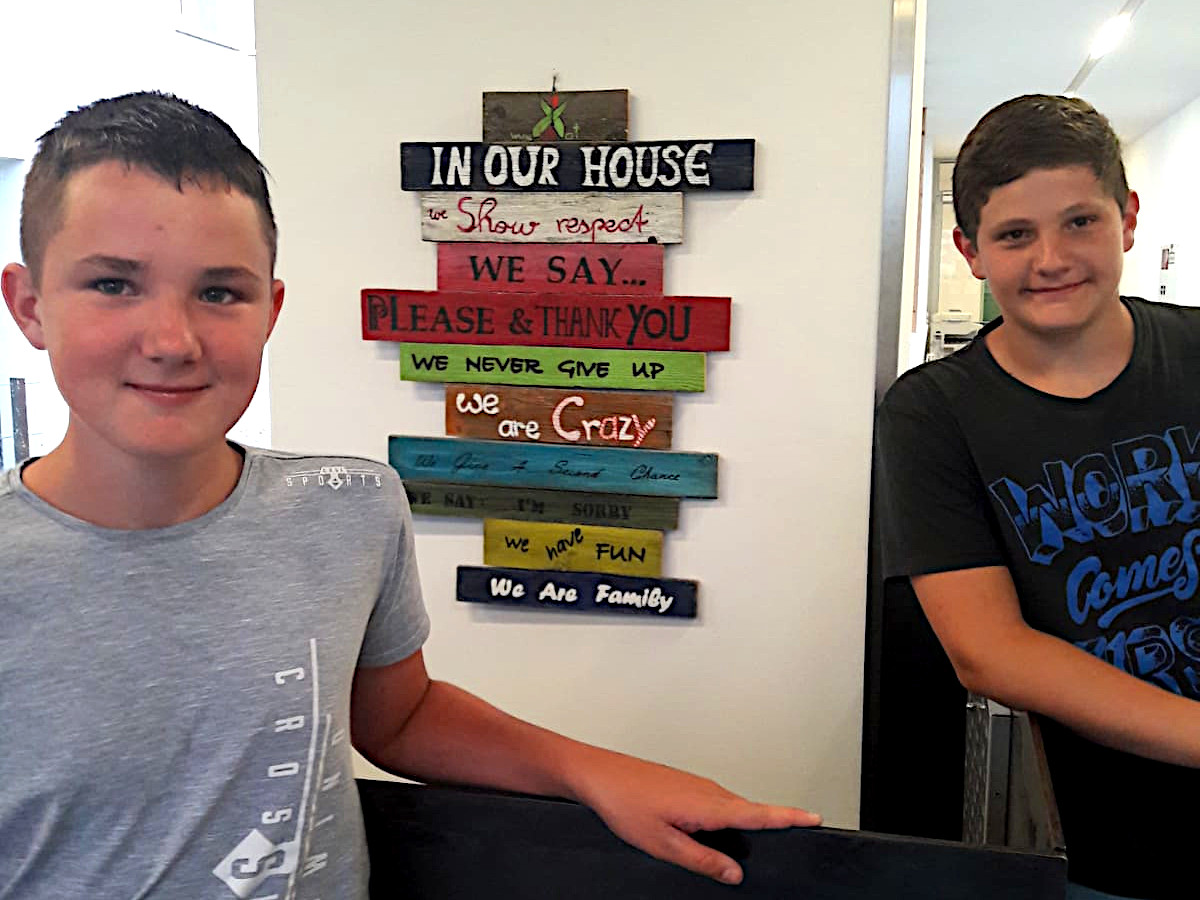 IN OUR HOUSE
we Show respect
WE SAY...
PLEASE & THANK YOU
WE NEVER GIVE UP
we
are Crazy
We Give A Second Chance
WE SAY I'M SORRY
we have FUN
We Are Family
SPORTS
CROSS
S
WORK
Comes